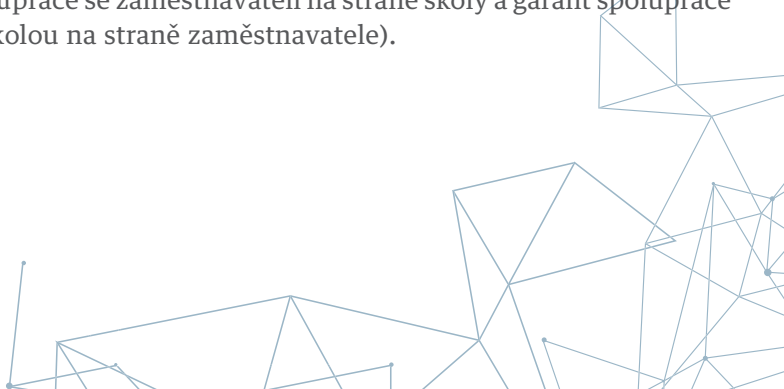 upráce se zaměstnavateli na straně školy a garant spolupráce
kolou na straně zaměstnavatele).